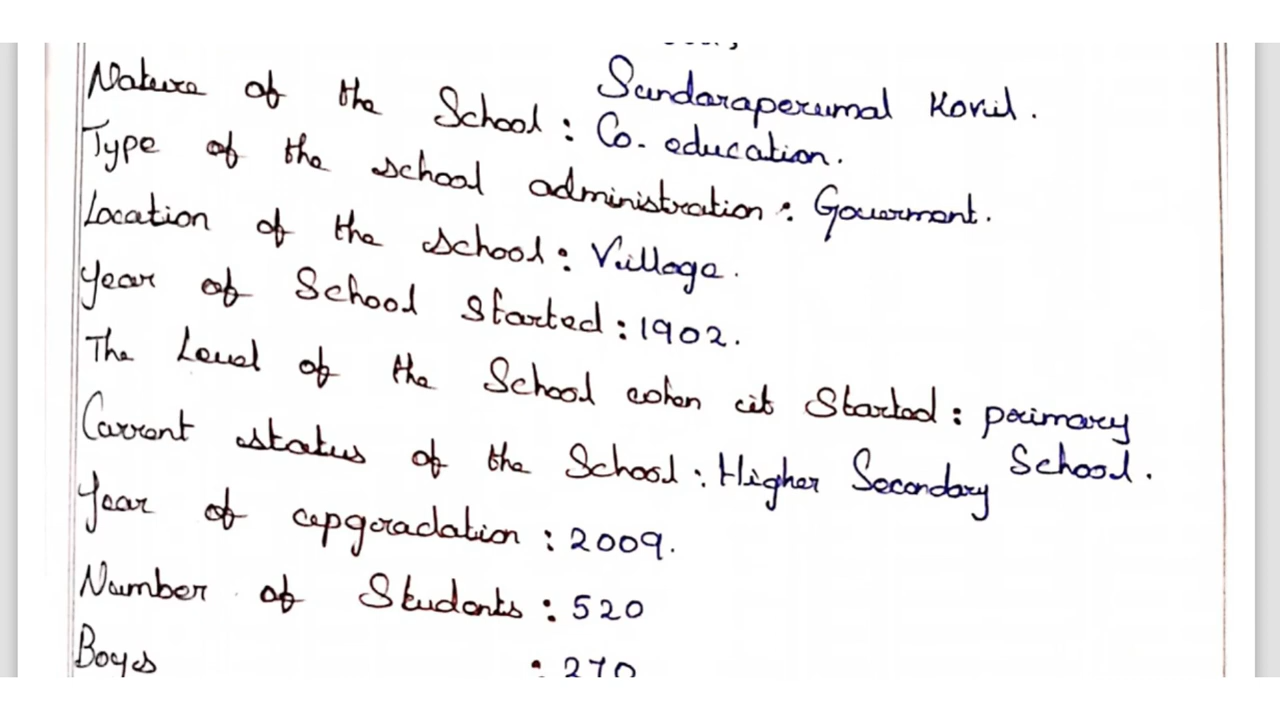 Sundaraperumal Kovil.
Nature of the School : Co. education.
Type of the school administration : Government.
Location of the school : Village.
Year of School Started : 1902.
The Level of the School when it Started : primary School.
Current status of the School : Higher Secondary
Year of upgradation : 2009.
Number of Students : 520
Boys : 270